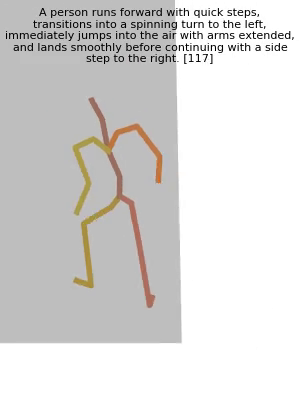 A person runs forward with quick steps,
transitions into a spinning turn to the left,
immediately jumps into the air with arms extended,
and lands smoothly before continuing with a side
step to the right. [117]